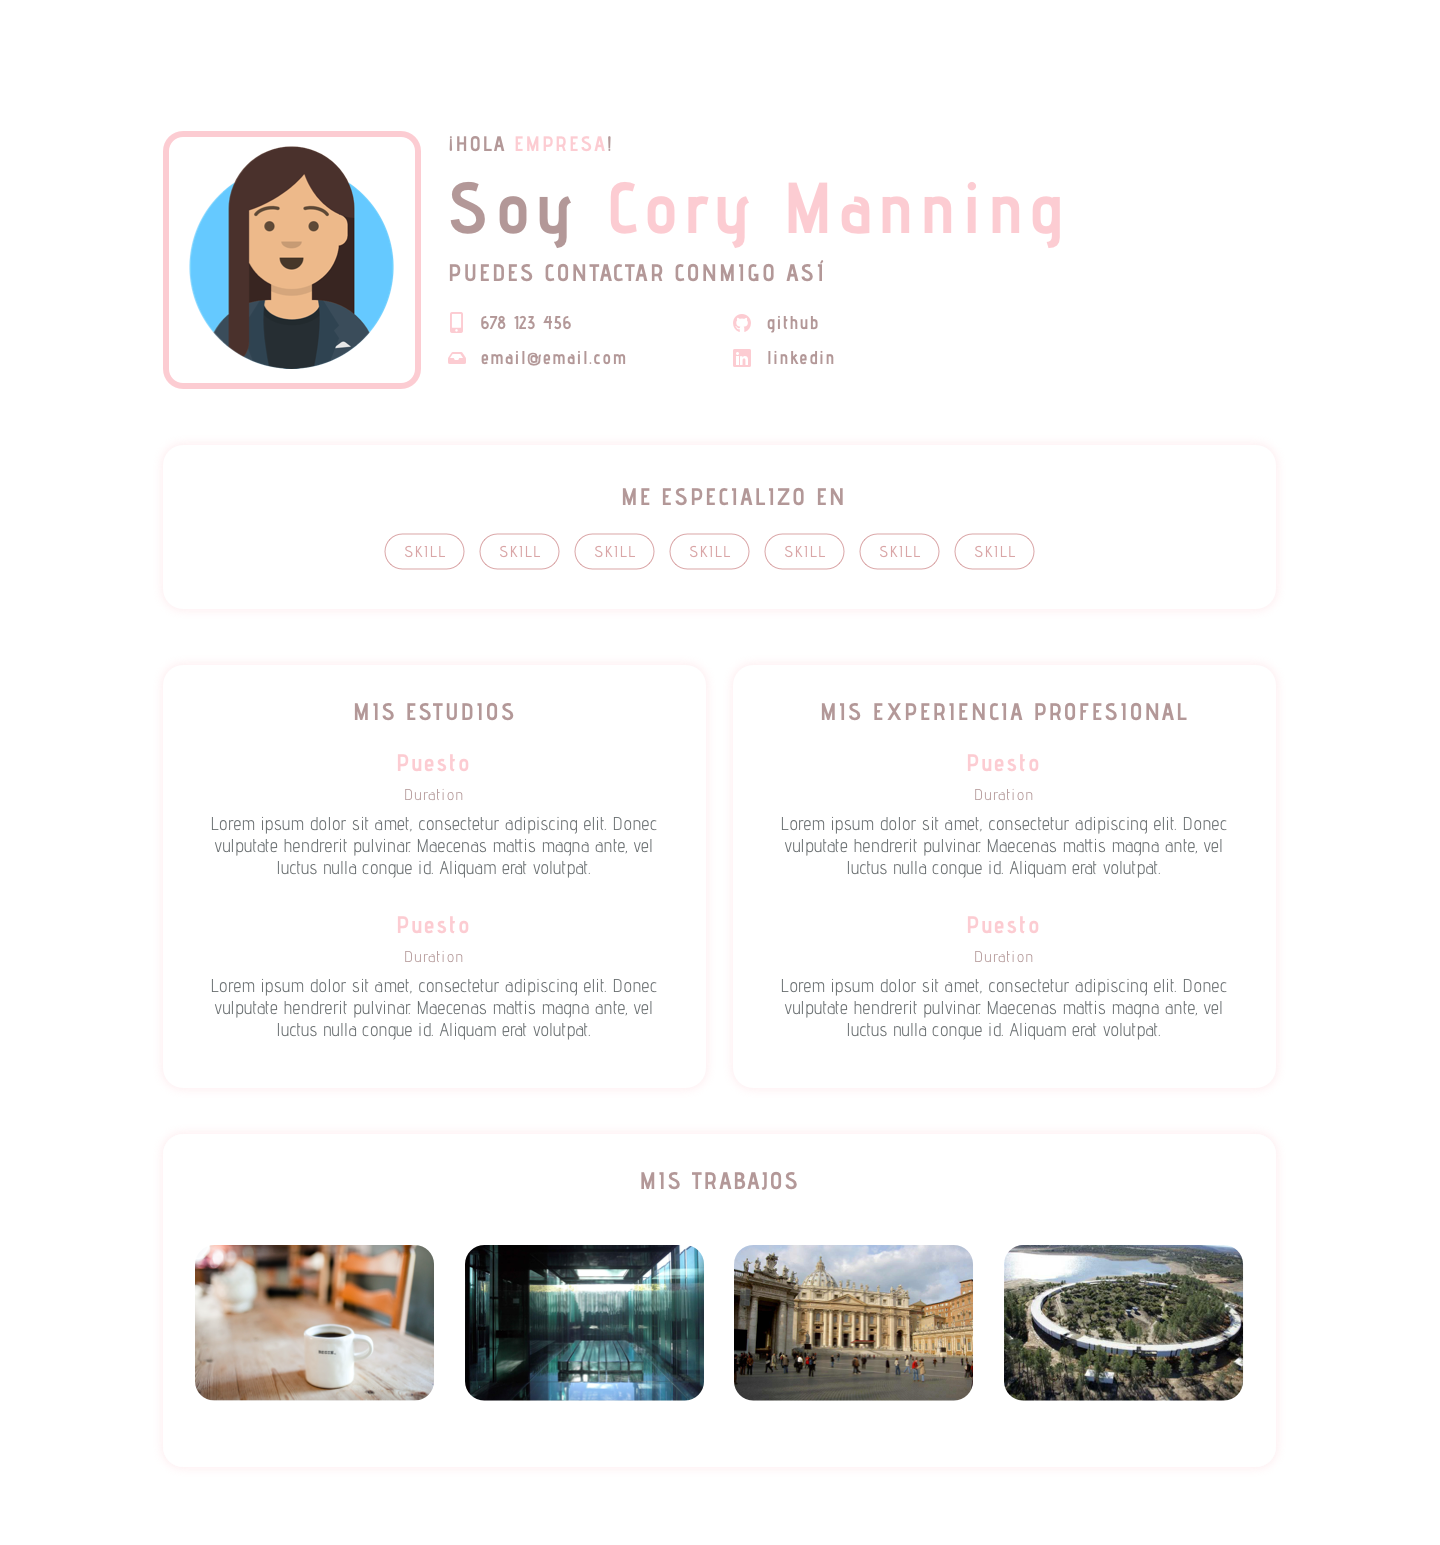 ¡HOLA EMPRESA!
Soy Cory Manning
PUEDES CONTACTAR CONMIGO ASÍ
678 123 456
github
email@email.com
linkedin
ME ESPECIALIZO EN
SKILL SKILL SKILL SKILL SKILL SKILL SKILL
MIS ESTUDIOS
Puesto
Duration
Lorem ipsum dolor sit amet, consectetur adipiscing elit. Donec
vulputate hendrerit pulvinar. Maecenas mattis magna ante, vel
luctus nulla congue id. Aliquam erat volutpat.
Puesto
Duration
Lorem ipsum dolor sit amet, consectetur adipiscing elit. Donec
vulputate hendrerit pulvinar. Maecenas mattis magna ante, vel
luctus nulla congue id. Aliquam erat volutpat.
MIS EXPERIENCIA PROFESIONAL
Puesto
Duration
Lorem ipsum dolor sit amet, consectetur adipiscing elit. Donec
vulputate hendrerit pulvinar. Maecenas mattis magna ante, vel
luctus nulla congue id. Aliquam erat volutpat.
Puesto
Duration
Lorem ipsum dolor sit amet, consectetur adipiscing elit. Donec
vulputate hendrerit pulvinar. Maecenas mattis magna ante, vel
luctus nulla congue id. Aliquam erat volutpat.
MIS TRABAJOS